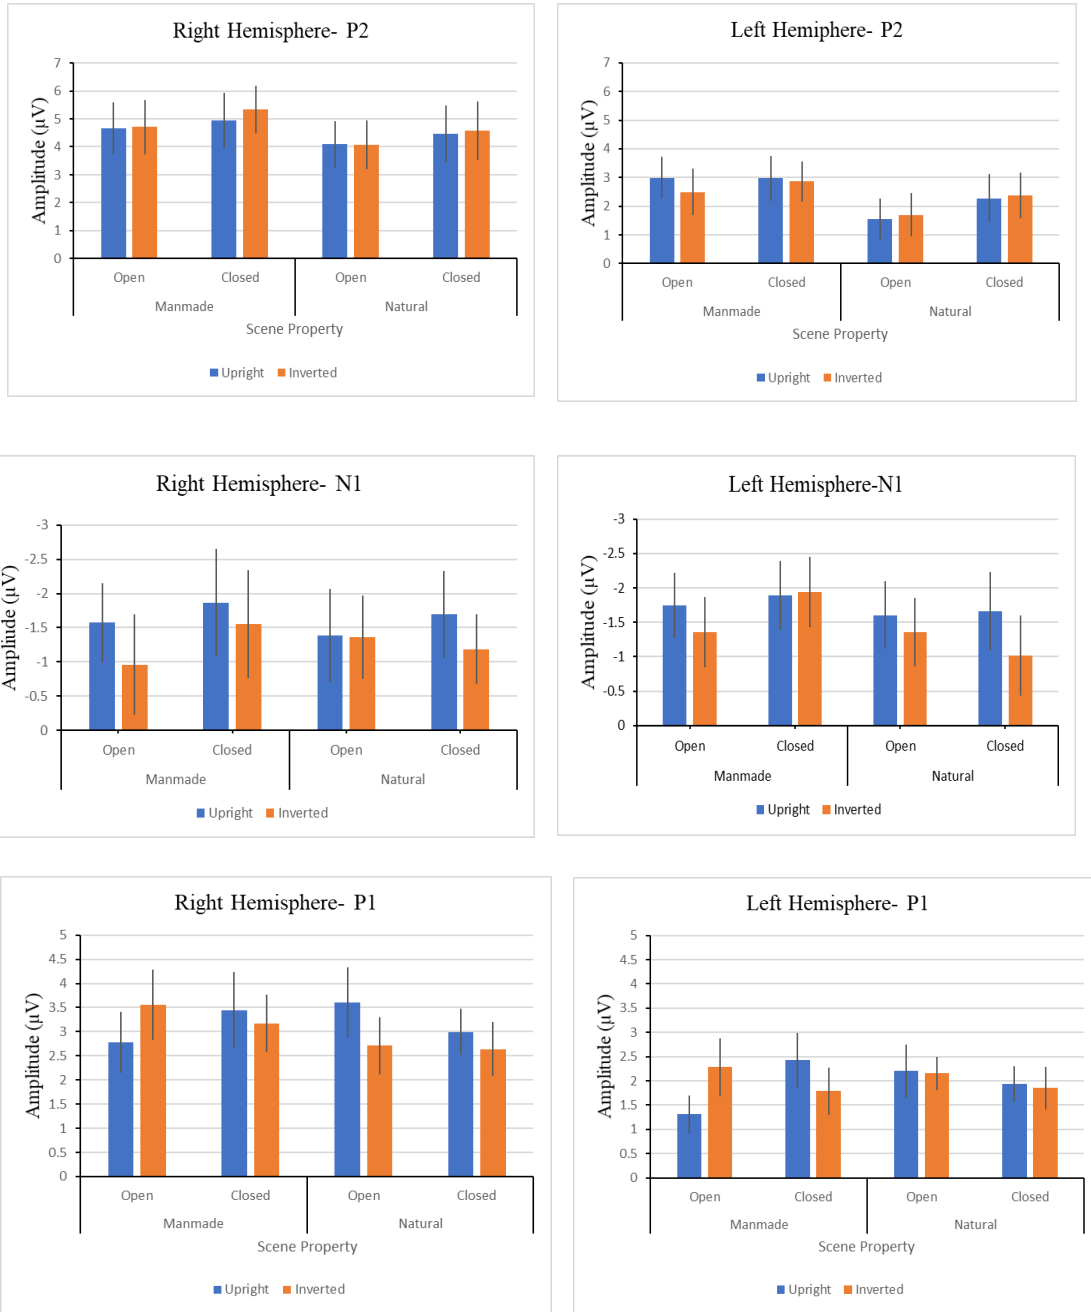 Right Hemisphere- P2
7
6
5
4
3
2
1
0
Amplitude (µV)
Open Closed Open Closed
Manmade Natural
Scene Property
Upright Inverted
Left Hemiphere- P2
7
6
5
4
3
2
1
0
Amplitude (µV)
Open Closed Open Closed
Manmade Natural
Scene Property
Upright Inverted
Right Hemisphere- N1
-3
-2.5
-2
-1.5
-1
-0.5
0
Ampliude (µV)
Open Closed Open Closed
Manmade Natural
Upright Inverted
Left Hemisphere-N1
-3
-2.5
-2
-1.5
-1
-0.5
0
Amplitude (µV)
Open Closed Open Closed
Manmade Natural
Upright Inverted
Right Hemisphere- P1
5
4.5
4
3.5
3
2.5
2
1.5
1
0.5
0
Amplitude (µV)
Open Closed Open Closed
Manmade Natural
Scene Property
Upright Inverted
Left Hemisphere- P1
5
4.5
4
3.5
3
2.5
2
1.5
1
0.5
0
Amplitude (µV)
Open Closed Open Closed
Manmade Natural
Scene Property
Upright Inverted